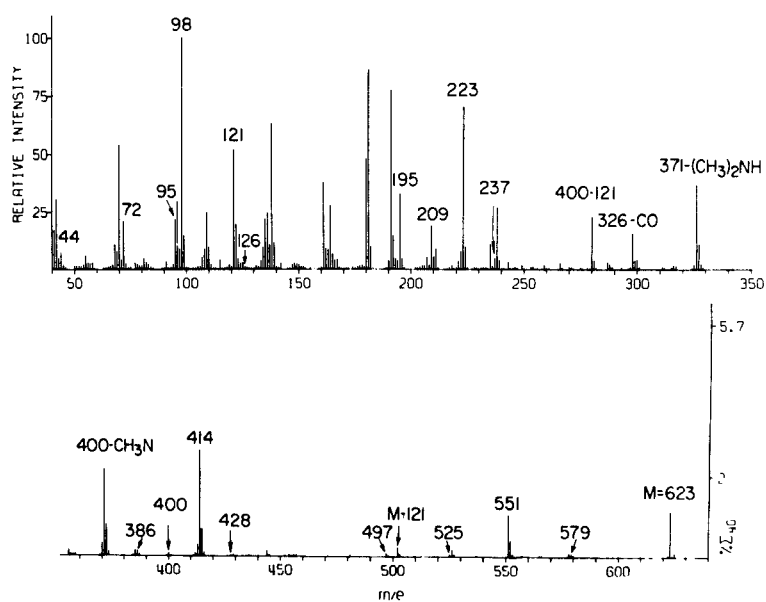 RELATIVE INTENSITY
100
75
50
25
98
121
223
371-(CH₃)₂NH
95
72
44
126
195
209
237
400-121
326-CO
50 100 150 200 250 300 350
5.7
%Σ₄₀
400-CH₃N
414
386
400
428
497
M-121
551
525
579
M=623
400 450 500 550 600
m/e